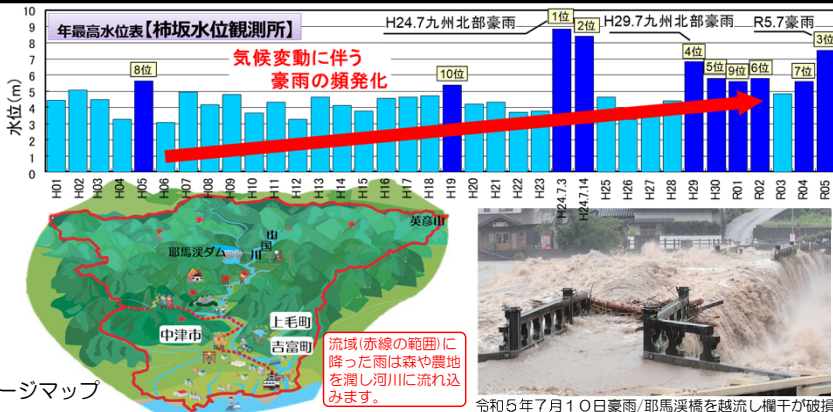 年最高水位表【柿坂水位観測所】
H24.7九州北部豪雨
H29.7九州北部豪雨
R5.7豪雨
気候変動に伴う
豪雨の頻発化
水位(m)
10
9
8
7
6
5
4
3
2
1
0
8位
10位
1位
2位
4位
5位
9位
6位
7位
3位
H01
H02
H03
H04
H05
H06
H07
H08
H09
H10
H11
H12
H13
H14
H15
H16
H17
H18
H19
H20
H21
H22
H23
H24.7.3
H24.7.14
H25
H26
H27
H28
H29
H30
R01
R02
R03
R04
R05
英彦山
山国川
耶馬渓ダム
中津市
上毛町
吉富町
流域(赤線の範囲)に
降った雨は森や農地
を潤し河川に流れ込
みます。
ージマップ
令和5年7月10日豪雨/耶馬渓橋を越流し欄干が破損